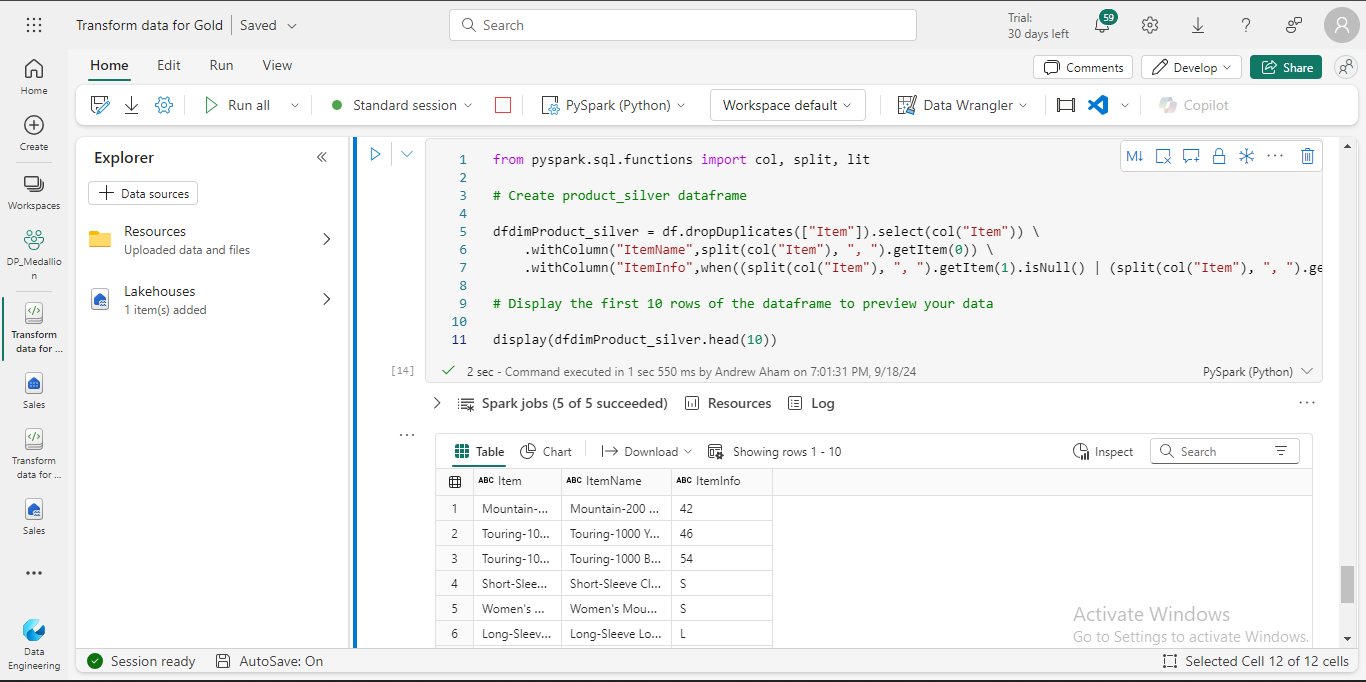 Transform data for Gold
Saved
Search
Trial:
30 days left
59
Home
Edit
Run
View
Comments
Develop
Share
Run all
Standard session
PySpark (Python)
Workspace default
Data Wrangler
Copilot
Home
Create
Workspaces
DP_Medallio
n
Transform
data for ...
Sales
Transform
data for ...
Sales
Data
Engineering
Explorer
Data sources
Resources
Uploaded data and files
Lakehouses
1 item(s) added
M↓
1 from pyspark.sql.functions import col, split, lit
2
3 # Create product_silver dataframe
4
5 dfdimProduct_silver = df.dropDuplicates(["Item"]).select(col("Item")) \
6 .withColumn("ItemName",split(col("Item"), ", ").getItem(0)) \
7 .withColumn("ItemInfo",when((split(col("Item"), ", ").getItem(1).isNull() | (split(col("Item"), ", ").ge
8
9 # Display the first 10 rows of the dataframe to preview your data
10
11 display(dfdimProduct_silver.head(10))
[14]
2 sec - Command executed in 1 sec 550 ms by Andrew Aham on 7:01:31 PM, 9/18/24
PySpark (Python)
Spark jobs (5 of 5 succeeded)
Resources
Log
Table
Chart
Download
Showing rows 1 - 10
Inspect
Search
ABC Item ABC ItemName ABC ItemInfo
1 Mountain-... Mountain-200 ... 42
2 Touring-10... Touring-1000 Y... 46
3 Touring-10... Touring-1000 B... 54
4 Short-Slee... Short-Sleeve Cl... S
5 Women's ... Women's Mou... S
6 Long-Sleev... Long-Sleeve Lo... L
Activate Windows
Go to Settings to activate Windows.
Session ready
AutoSave: On
Selected Cell 12 of 12 cells